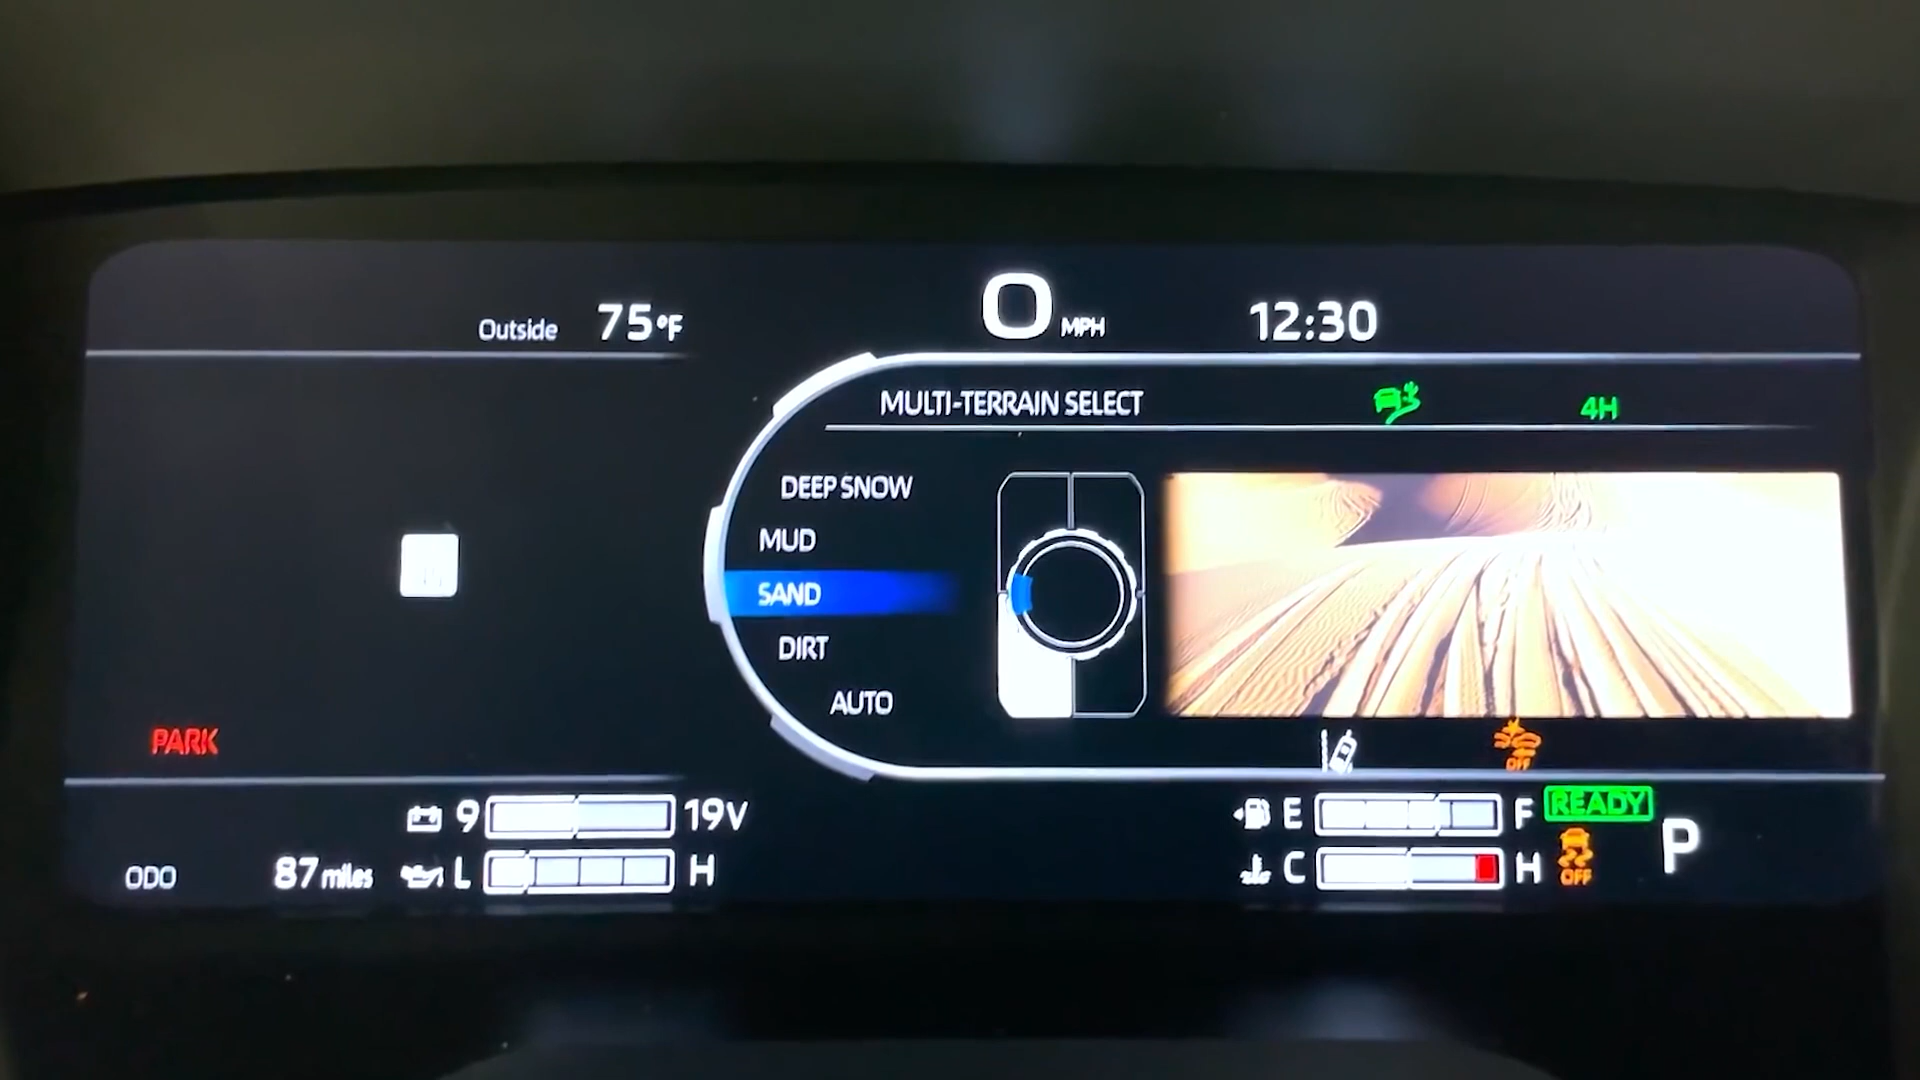 Outside 75°F
0 MPH
12:30
MULTI-TERRAIN SELECT
4H
DEEP SNOW
MUD
SAND
DIRT
AUTO
PARK
OFF
9 19V
E F
READY
P
ODO 87 miles
L H
C H
OFF